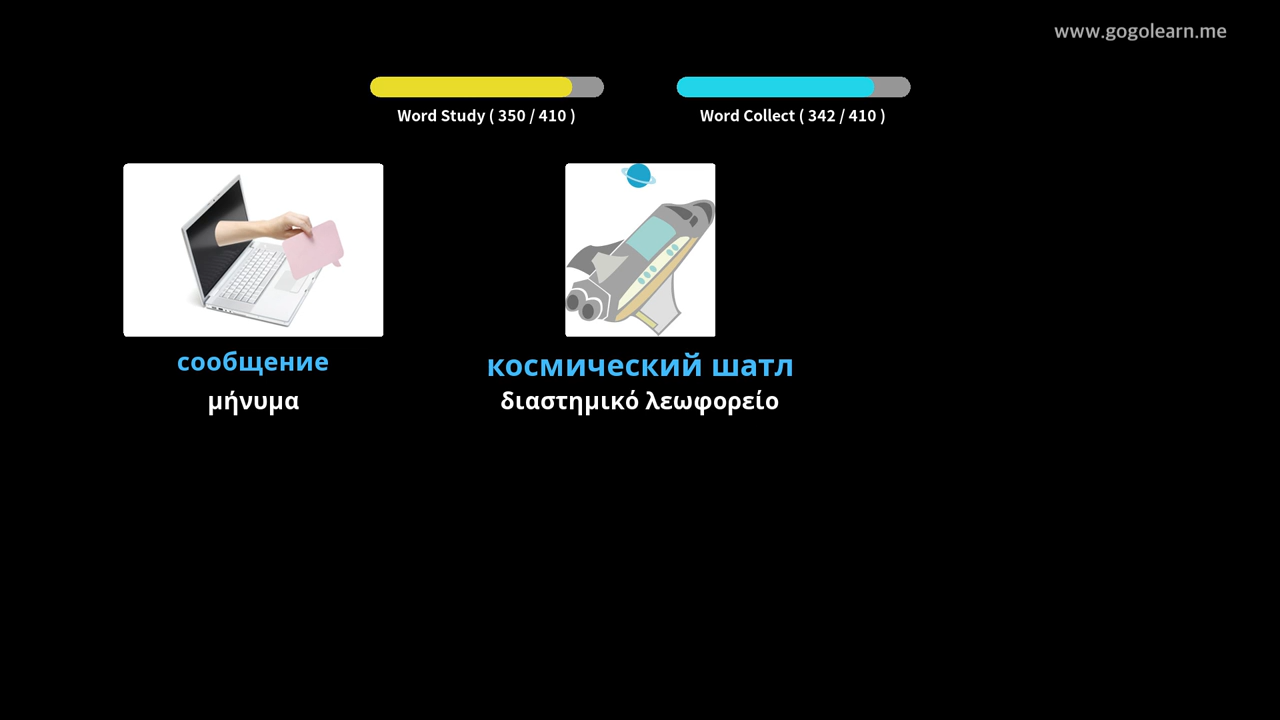 www.gogolearn.me
Word Study ( 350 / 410 )
Word Collect ( 342 / 410 )
сообщение
μήνυμα
космический шатл
διαστημικό λεωφορείο